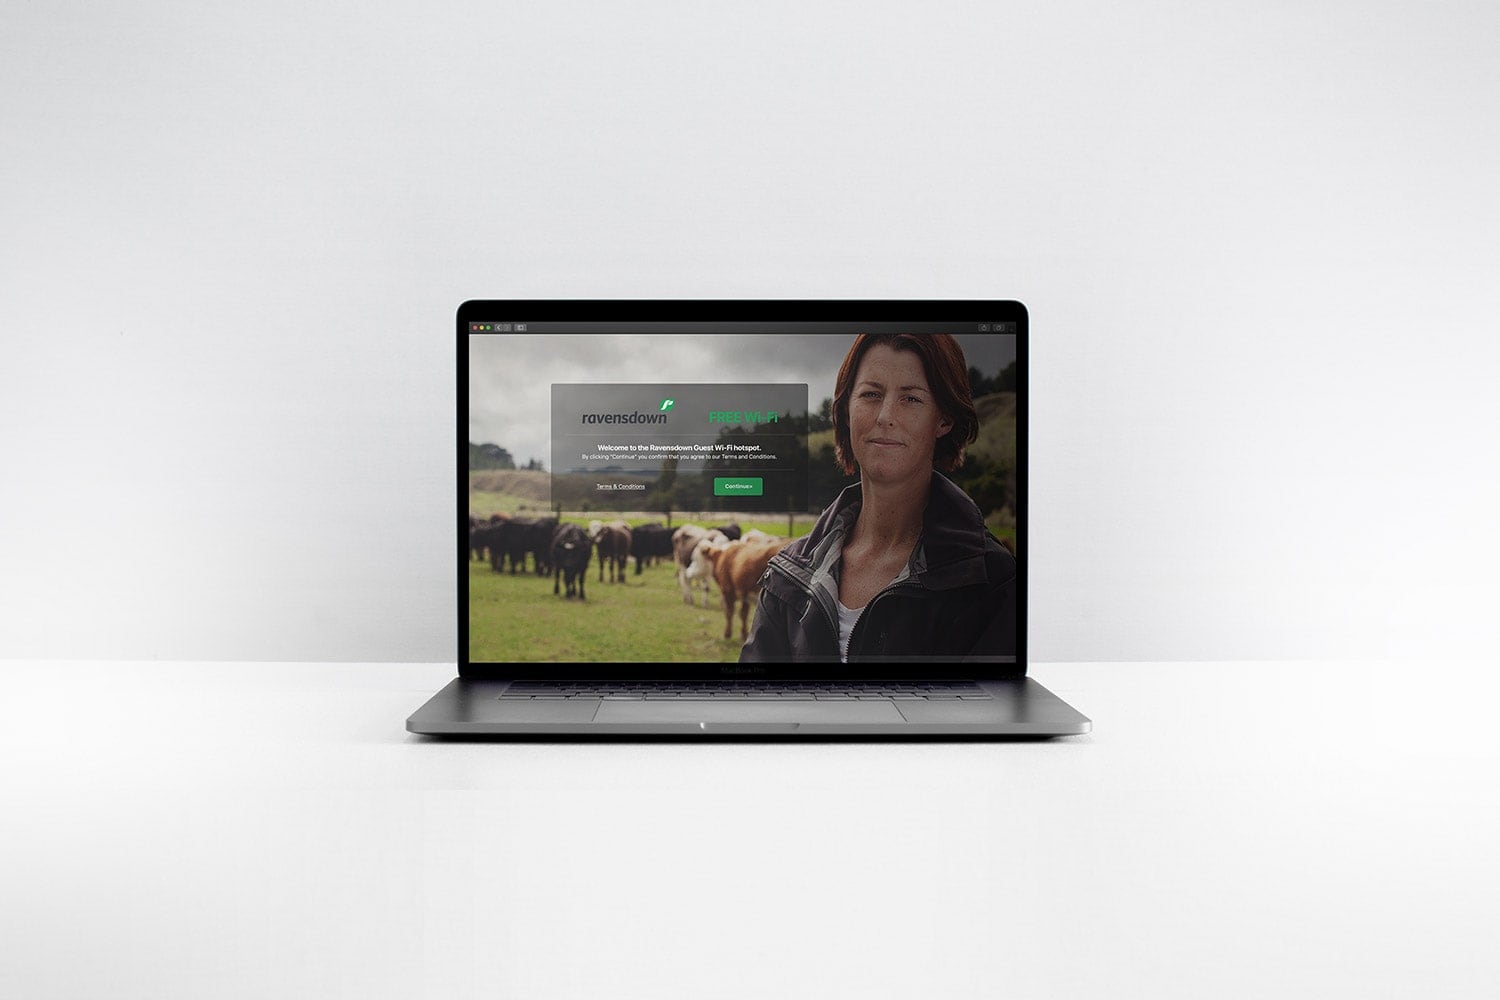 ravensdown
FREE Wi-Fi
Welcome to the Ravensdown Guest Wi-Fi hotspot.
By clicking "Continue" you confirm that you agree to our Terms and Conditions.
Terms & Conditions
Continue»
MacBook Pro